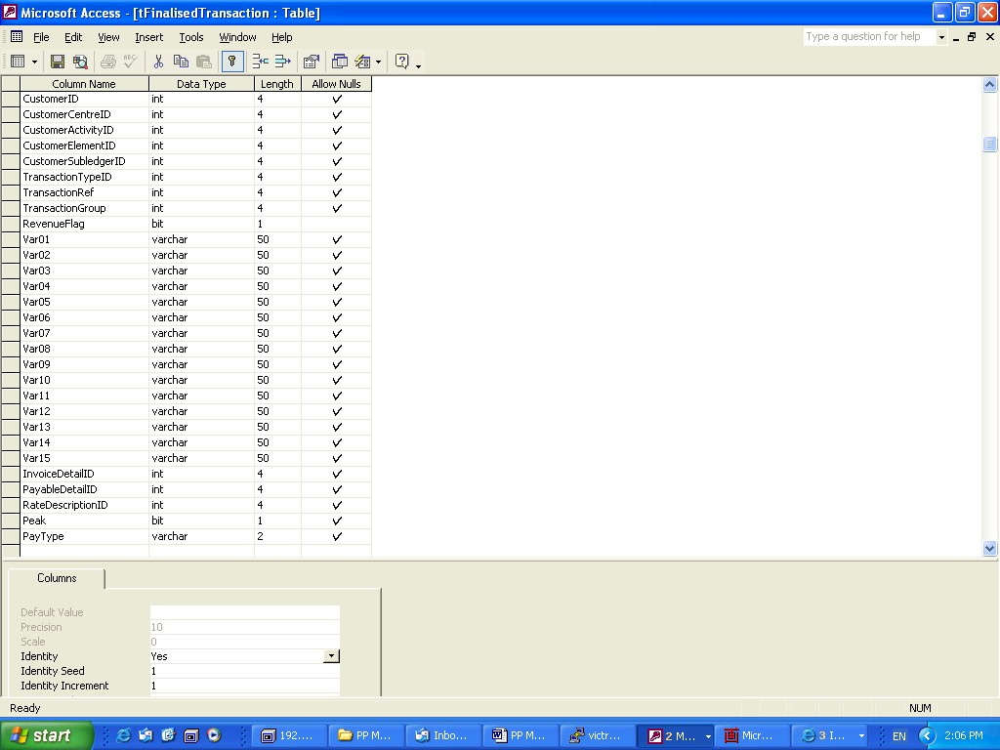 Microsoft Access - [tFinalisedTransaction : Table]
File Edit View Insert Tools Window Help Type a question for help
Column Name Data Type Length Allow Nulls
CustomerID int 4
CustomerCentreID int 4
CustomerActivityID int 4
CustomerElementID int 4
CustomerSubledgerID int 4
TransactionTypeID int 4
TransactionRef int 4
TransactionGroup int 4
RevenueFlag bit 1
Var01 varchar 50
Var02 varchar 50
Var03 varchar 50
Var04 varchar 50
Var05 varchar 50
Var06 varchar 50
Var07 varchar 50
Var08 varchar 50
Var09 varchar 50
Var10 varchar 50
Var11 varchar 50
Var12 varchar 50
Var13 varchar 50
Var14 varchar 50
Var15 varchar 50
InvoiceDetailID int 4
PayableDetailID int 4
RateDescriptionID int 4
Peak bit 1
PayType varchar 2
Columns
Default Value
Precision 10
Scale 0
Identity Yes
Identity Seed 1
Identity Increment 1
Ready NUM
start 192.... PP M... Inbo... PP M... victr... 2 M... Micr... 3 I... EN 2:06 PM